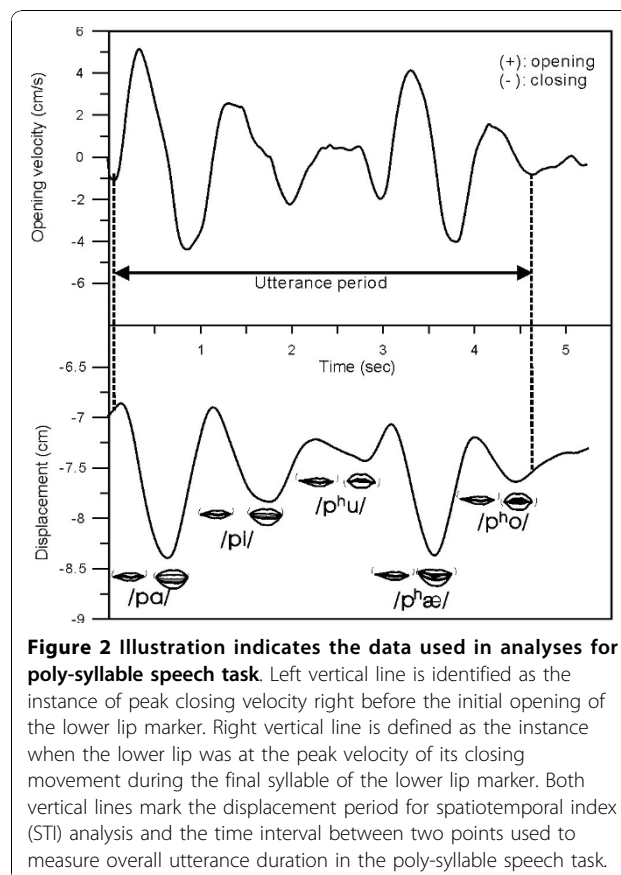 6
4
2
0
-2
-4
-6
Opening velocity (cm/s)
(+): opening
(-): closing
Utterance period
1
2
3
4
5
Time (sec)
-6.5
-7
-7.5
-8
-8.5
-9
Displacement (cm)
/pa/
/pi/
/pʰu/
/pʰæ/
/pʰo/
Figure 2 Illustration indicates the data used in analyses for
poly-syllable speech task. Left vertical line is identified as the
instance of peak closing velocity right before the initial opening of
the lower lip marker. Right vertical line is defined as the instance
when the lower lip was at the peak velocity of its closing
movement during the final syllable of the lower lip marker. Both
vertical lines mark the displacement period for spatiotemporal index
(STI) analysis and the time interval between two points used to
measure overall utterance duration in the poly-syllable speech task.